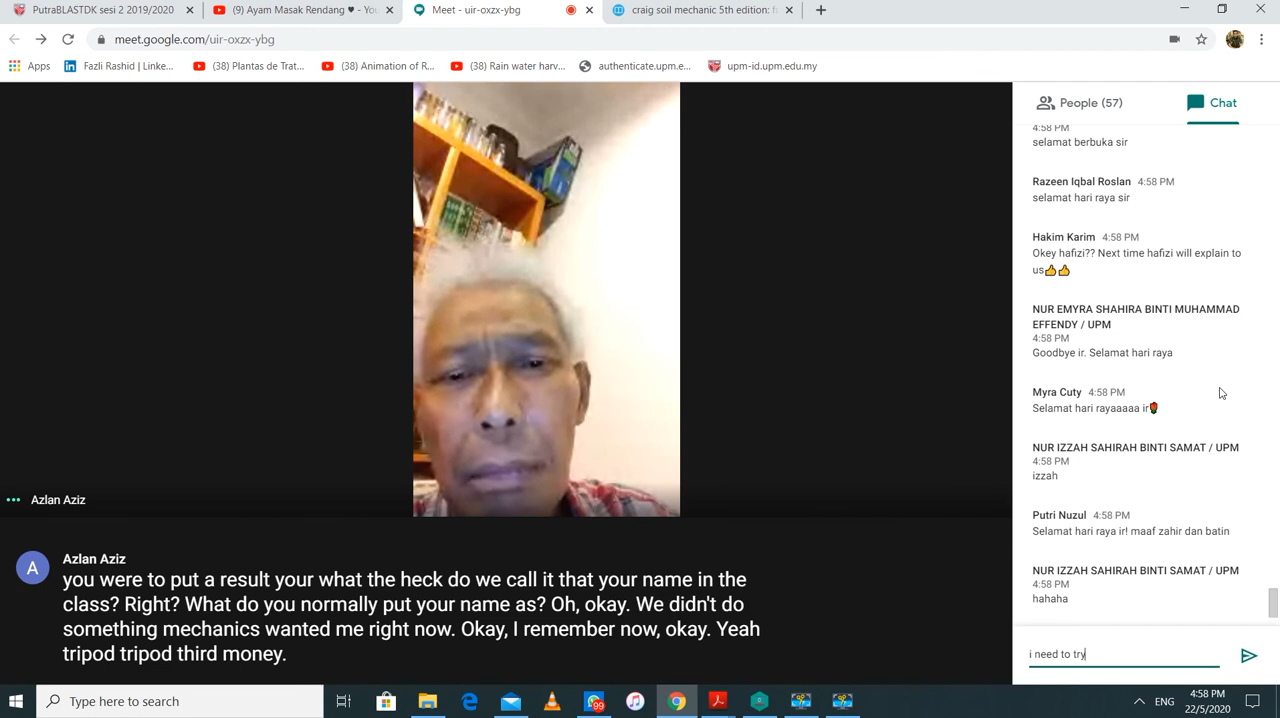 PutraBLASTDK sesi 2 2019/2020
(9) Ayam Masak Rendang ♥ - You
Meet - uir-oxzx-ybg
craig soil mechanic 5th edition: f
meet.google.com/uir-oxzx-ybg
Apps
Fazli Rashid | Linke...
(38) Plantas de Trat...
(38) Animation of R...
(38) Rain water harv...
authenticate.upm.e...
upm-id.upm.edu.my
People (57)
Chat
4:58 PM
selamat berbuka sir
Razeen Iqbal Roslan 4:58 PM
selamat hari raya sir
Hakim Karim 4:58 PM
Okey hafizi?? Next time hafizi will explain to
us👍👍
NUR EMYRA SHAHIRA BINTI MUHAMMAD
EFFENDY / UPM
4:58 PM
Goodbye ir. Selamat hari raya
Myra Cuty 4:58 PM
Selamat hari rayaaaaa ir🌹
NUR IZZAH SAHIRAH BINTI SAMAT / UPM
4:58 PM
izzah
Putri Nuzul 4:58 PM
Selamat hari raya ir! maaf zahir dan batin
NUR IZZAH SAHIRAH BINTI SAMAT / UPM
4:58 PM
hahaha
i need to try
Azlan Aziz
A
Azlan Aziz
you were to put a result your what the heck do we call it that your name in the
class? Right? What do you normally put your name as? Oh, okay. We didn't do
something mechanics wanted me right now. Okay, I remember now, okay. Yeah
tripod tripod third money.
Type here to search
99
ENG
4:58 PM
22/5/2020